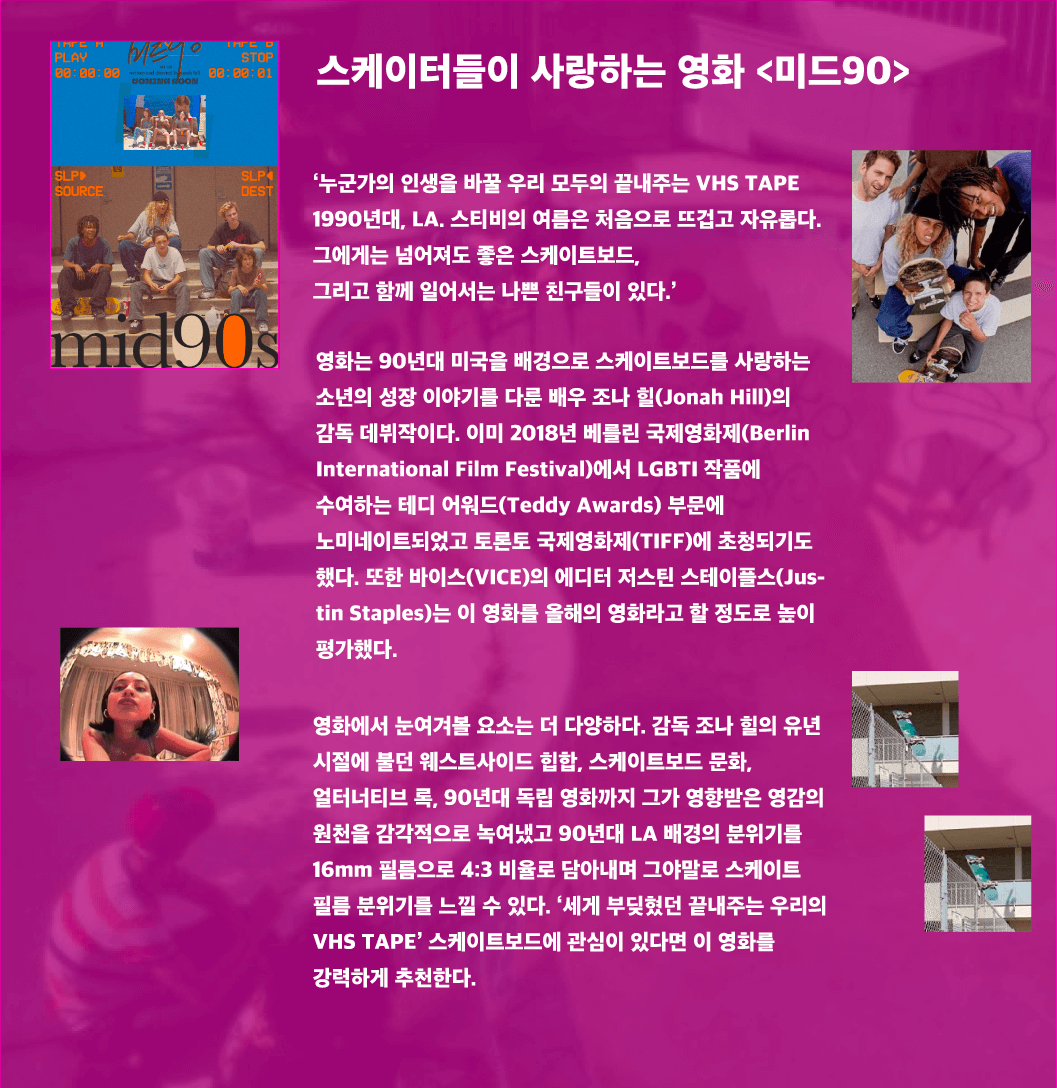 TAPE A
TAPE B
PLAY
STOP
00:00:00
00:00:01
미드90
SLP
SLP
SOURCE
DEST
mid90s
스케이터들이 사랑하는 영화 <미드90>
‘누군가의 인생을 바꿀 우리 모두의 끝내주는 VHS TAPE
1990년대, LA. 스티비의 여름은 처음으로 뜨겁고 자유롭다.
그에게는 넘어져도 좋은 스케이트보드,
그리고 함께 일어서는 나쁜 친구들이 있다.’
영화는 90년대 미국을 배경으로 스케이트보드를 사랑하는
소년의 성장 이야기를 다룬 배우 조나 힐(Jonah Hill)의
감독 데뷔작이다. 이미 2018년 베를린 국제영화제(Berlin
International Film Festival)에서 LGBTI 작품에
수여하는 테디 어워드(Teddy Awards) 부문에
노미네이트되었고 토론토 국제영화제(TIFF)에 초청되기도
했다. 또한 바이스(VICE)의 에디터 저스틴 스테이플스(Jus-
tin Staples)는 이 영화를 올해의 영화라고 할 정도로 높이
평가했다.
영화에서 눈여겨볼 요소는 더 다양하다. 감독 조나 힐의 유년
시절에 불던 웨스트사이드 힙합, 스케이트보드 문화,
얼터너티브 록, 90년대 독립 영화까지 그가 영향받은 영감의
원천을 감각적으로 녹여냈고 90년대 LA 배경의 분위기를
16mm 필름으로 4:3 비율로 담아내며 그야말로 스케이트
필름 분위기를 느낄 수 있다. ‘세게 부딪혔던 끝내주는 우리의
VHS TAPE’ 스케이트보드에 관심이 있다면 이 영화를
강력하게 추천한다.